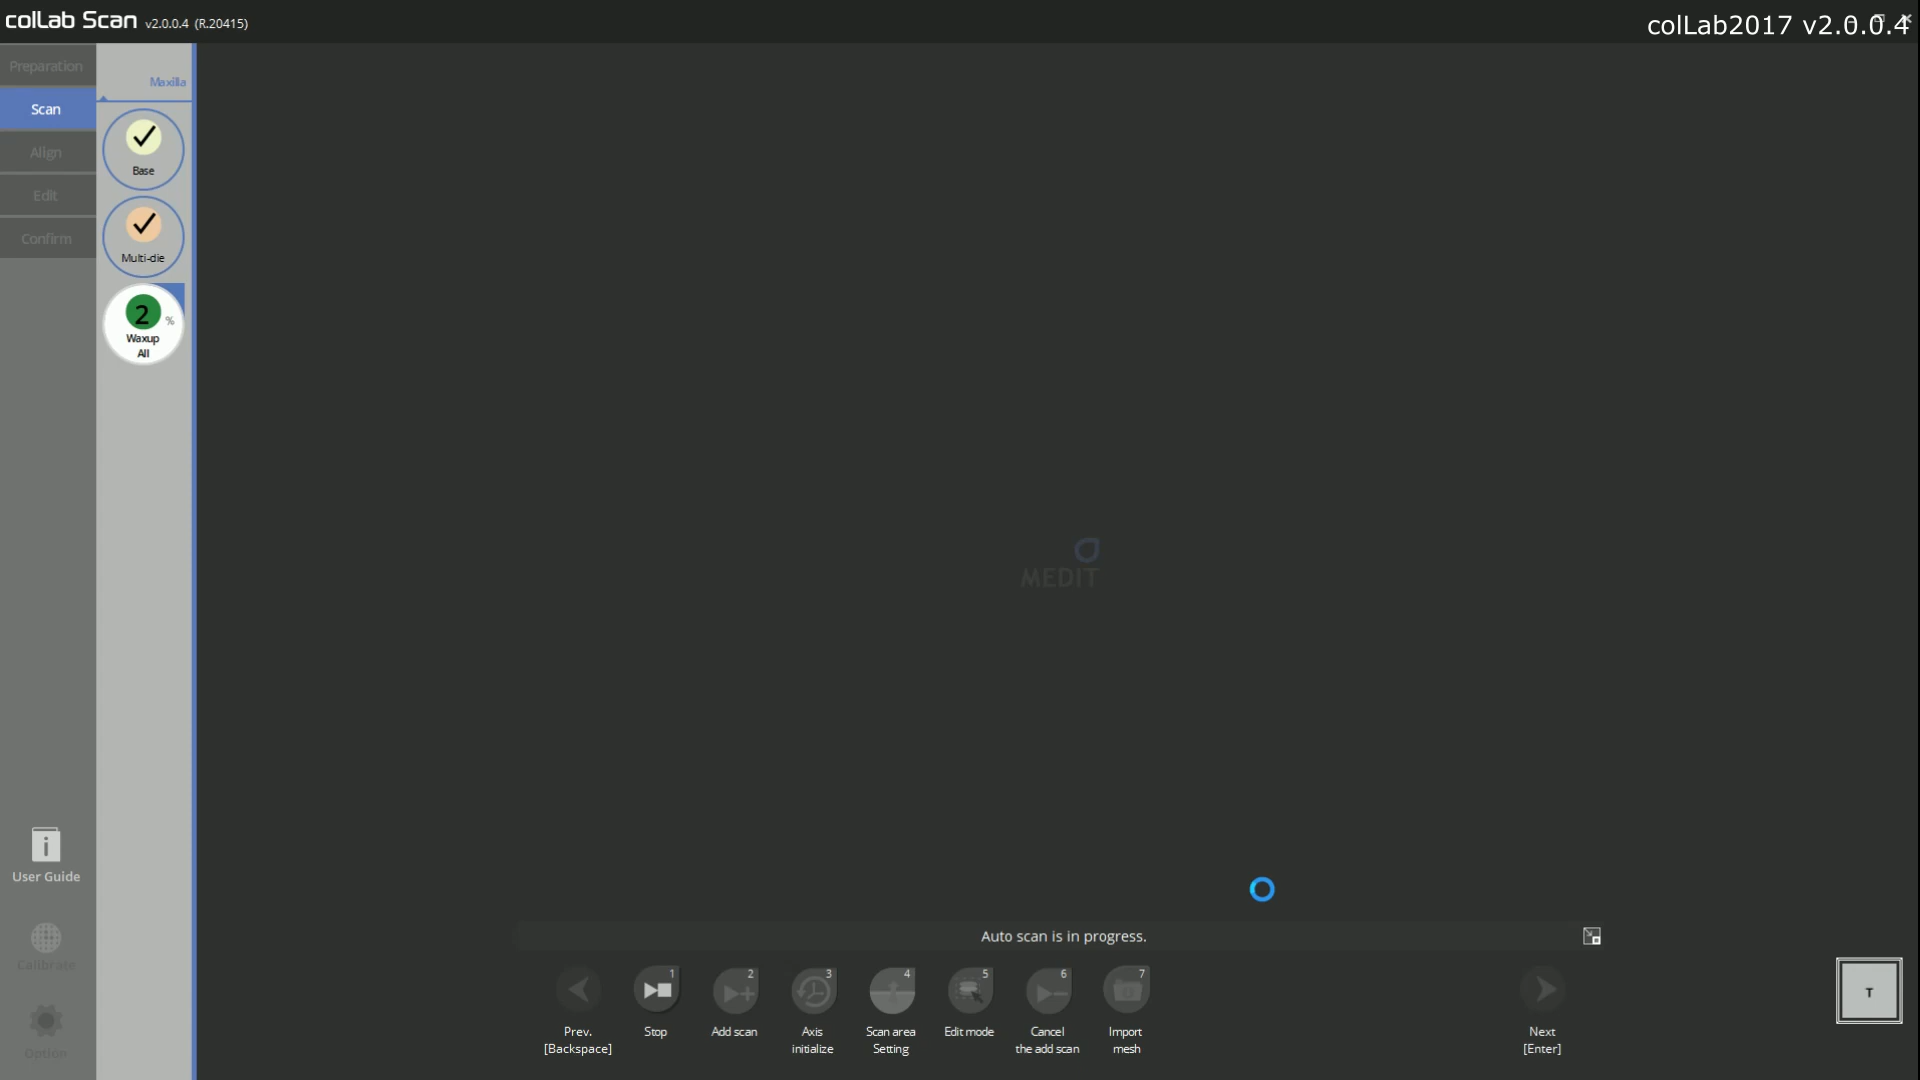 colLab Scan v2.0.0.4 (R.20415)
colLab2017 v2.0.0.4
Preparation
Scan
Align
Edit
Confirm
Maxilla
Base
Multi-die
2 %
Waxup
All
MEDIT
User Guide
Calibrate
Option
Auto scan is in progress.
1 2 3 4 5 6 7
Prev.
[Backspace]
Stop
Add scan
Axis
initialize
Scan area
Setting
Edit mode
Cancel
the add scan
Import
mesh
Next
[Enter]
T